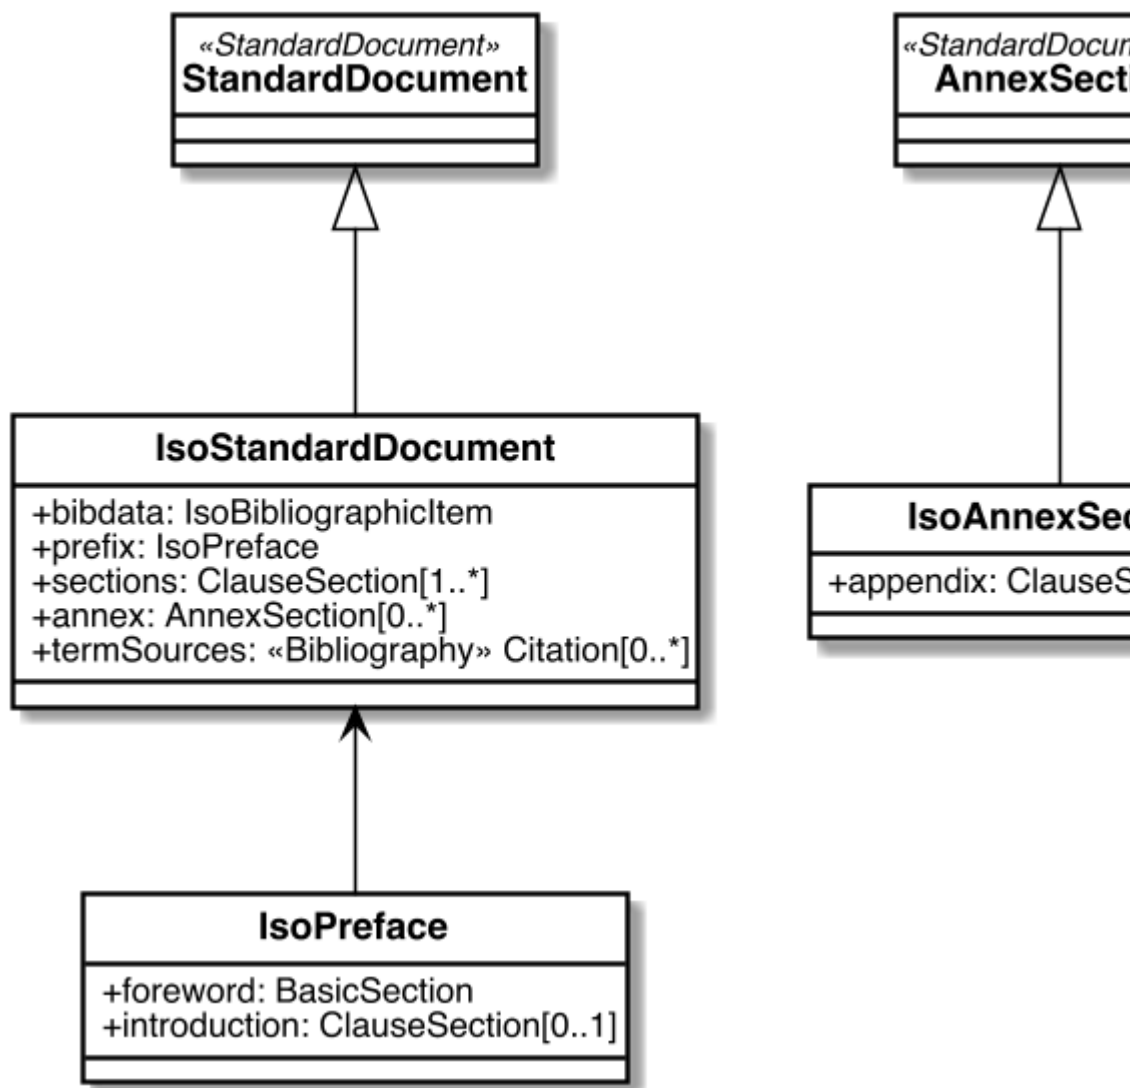 «StandardDocument»
StandardDocument
IsoStandardDocument
+bibdata: IsoBibliographicItem
+prefix: IsoPreface
+sections: ClauseSection[1..*]
+annex: AnnexSection[0..*]
+termSources: «Bibliography» Citation[0..*]
IsoPreface
+foreword: BasicSection
+introduction: ClauseSection[0..1]
+appendix: